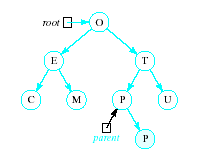 root O
E T
C M P U
parent P